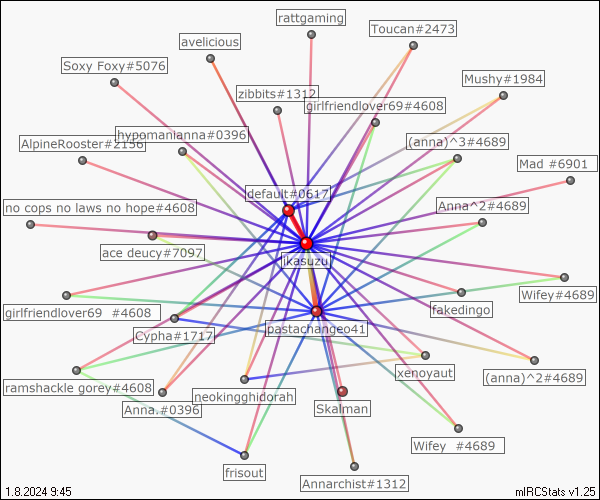 rattgaming
Toucan#2473
avelicious
Soxy Foxy#5076
Mushy#1984
zibbits#1312
girlfriendlover69#4608
hypomanianna#0396
(anna)^3#4689
AlpineRooster#2156
Mad #6901
default#0617
no cops no laws no hope#4608
Anna^2#4689
ace deucy#7097
ikasuzu
Wifey#4689
girlfriendlover69 #4608
fakedingo
Cypha#1717
pastachangeo41
xenoyaut
(anna)^2#4689
ramshackle gorey#4608
neokingghidorah
Anna.#0396
Skalman
Wifey #4689
frisout
Annarchist#1312
1.8.2024 9:45
mIRCStats v1.25